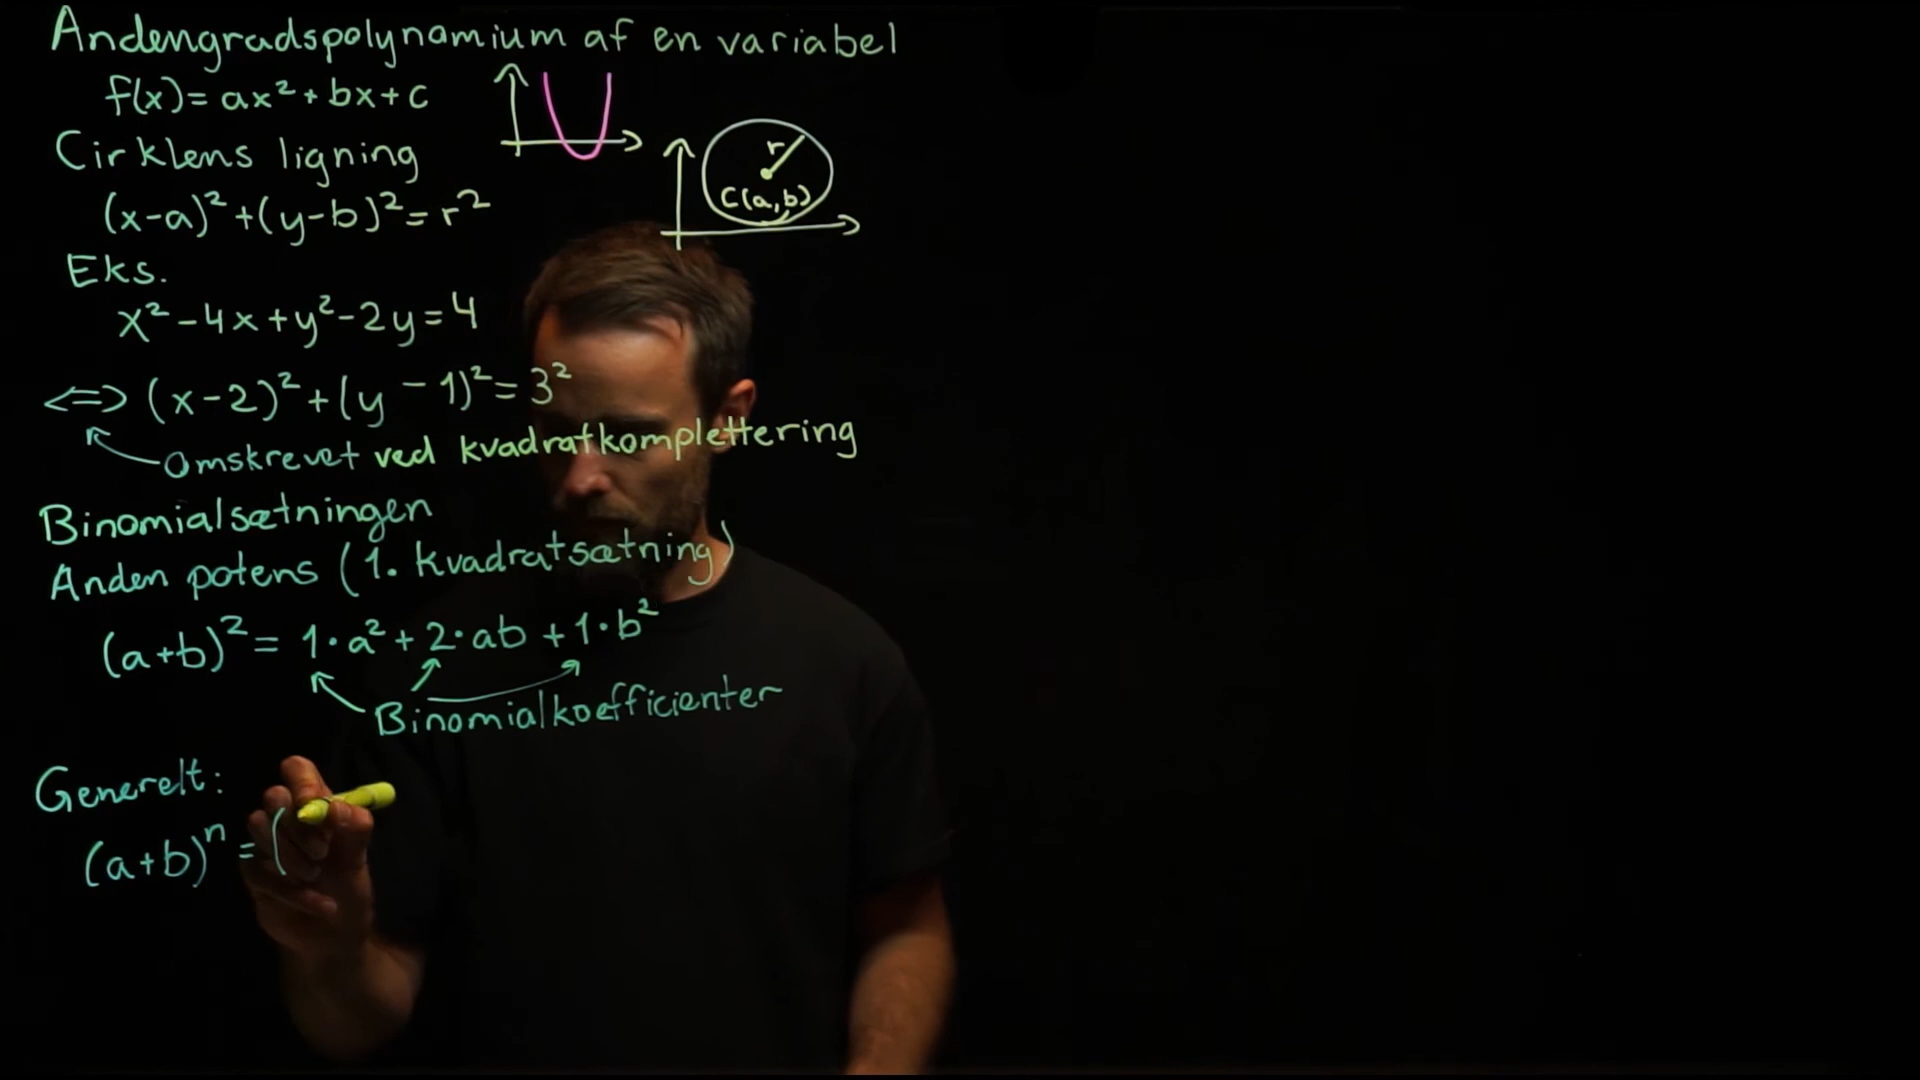 Andengradspolynomium af en variabel
f(x)= ax²+bx+c
Cirklens ligning
r
C(a,b)
(x-a)²+(y-b)²=r²
Eks.
x²-4x+y²-2y=4
⇔ (x-2)²+(y-1)²=3²
Omskrevet ved kvadratkomplettering
Binomialsætningen
Anden potens (1. kvadratsætning)
(a+b)²= 1·a²+2·ab+1·b²
Binomialkoefficienter
Generelt:
(a+b)ⁿ=(